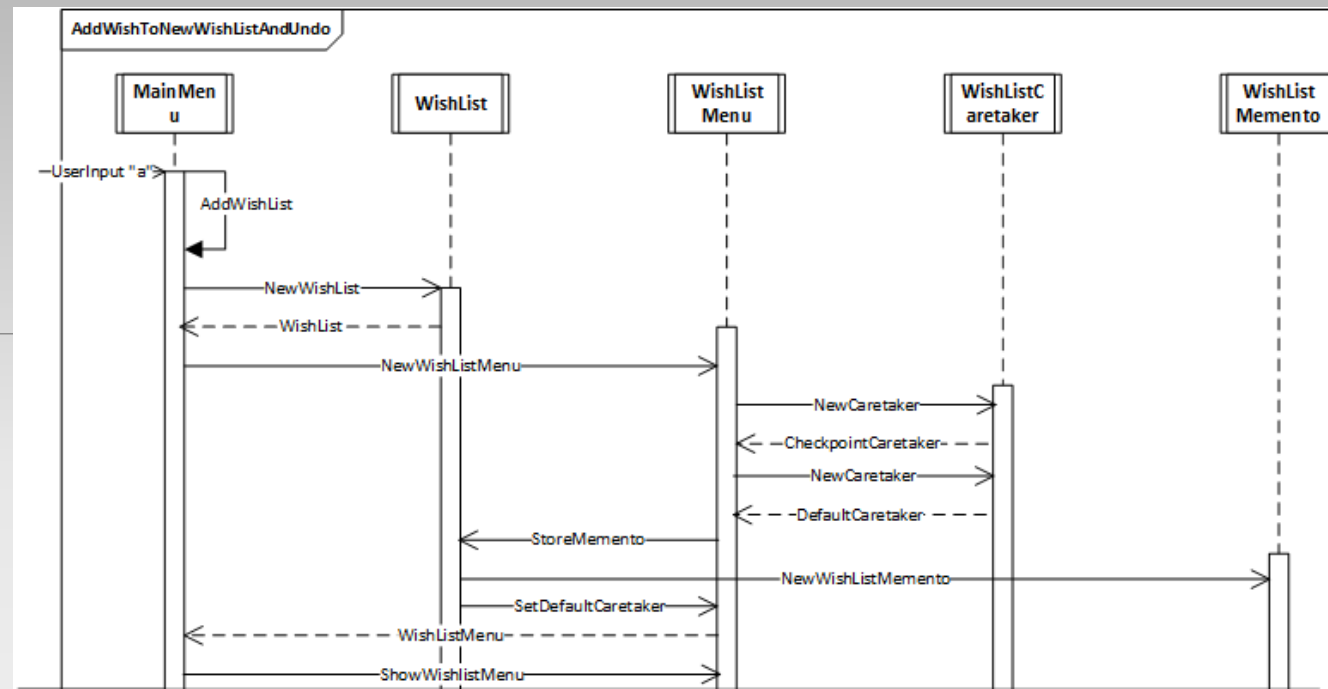 AddWishToNewWishListAndUndo
MainMen
u
WishList
WishList
Menu
WishListC
aretaker
WishList
Memento
UserInput "a"
AddWishList
NewWishList
WishList
NewWishListMenu
NewCaretaker
CheckpointCaretaker
NewCaretaker
DefaultCaretaker
StoreMemento
NewWishListMemento
SetDefaultCaretaker
WishListMenu
ShowWishlistMenu